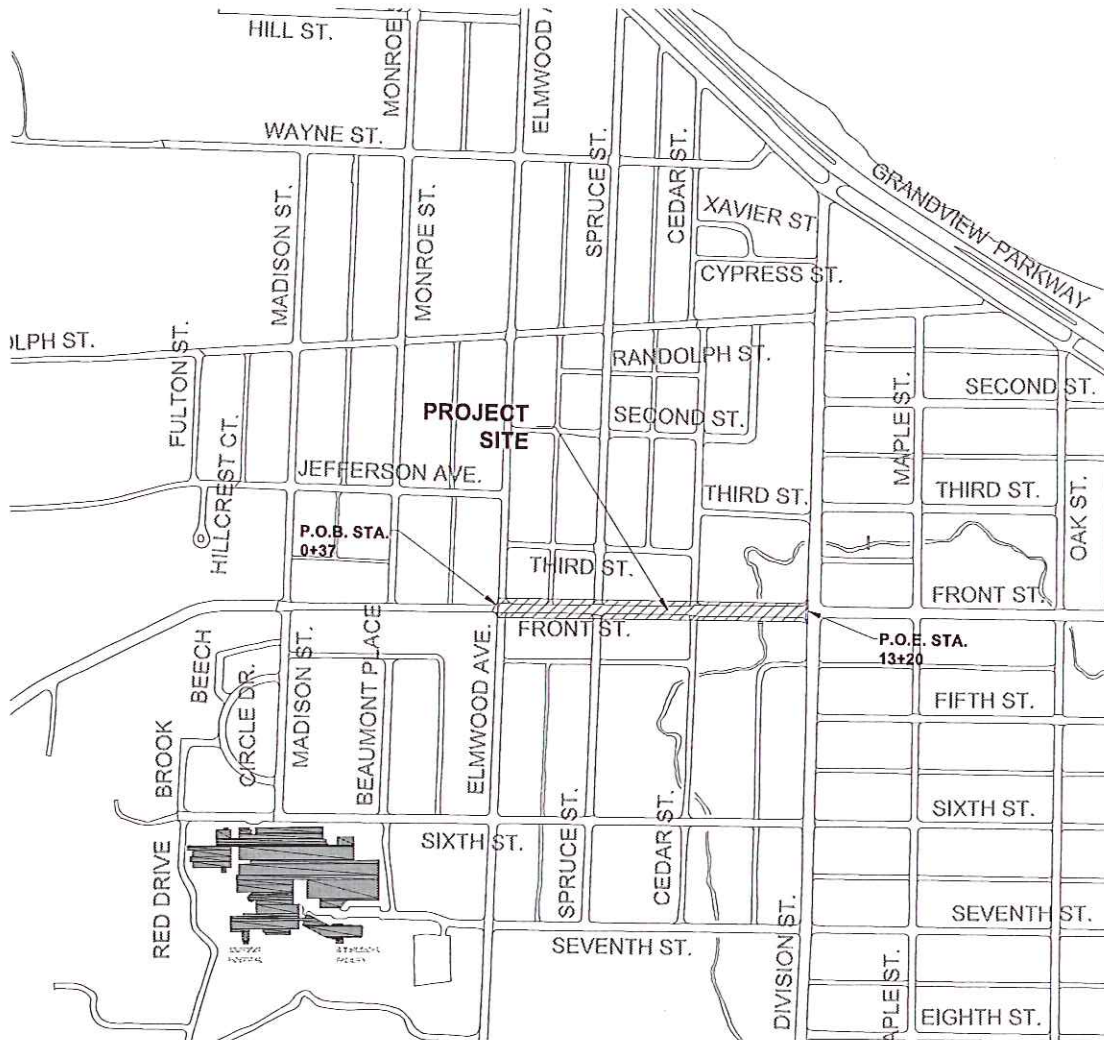 HILL ST.
MONROE S
ELMWOOD A
WAYNE ST.
SPRUCE ST.
CEDAR ST.
GRANDVIEW PARKWAY
XAVIER ST.
MADISON ST.
MONROE ST.
CYPRESS ST.
OLPH ST.
FULTON ST.
RANDOLPH ST.
SECOND ST.
PROJECT
SITE
SECOND ST.
MAPLE ST.
HILLCREST CT.
JEFFERSON AVE.
THIRD ST.
THIRD ST.
OAK ST.
P.O.B. STA.
0+37
THIRD ST.
FRONT ST.
FRONT ST.
P.O.E. STA.
13+20
BEECH
CIRCLE DR.
MADISON ST.
BEAUMONT PLACE
ELMWOOD AVE.
FIFTH ST.
RED DRIVE BROOK
SIXTH ST.
SIXTH ST.
SPRUCE ST.
CEDAR ST.
SEVENTH ST.
SEVENTH ST.
DIVISION ST.
APLE ST.
EIGHTH ST.